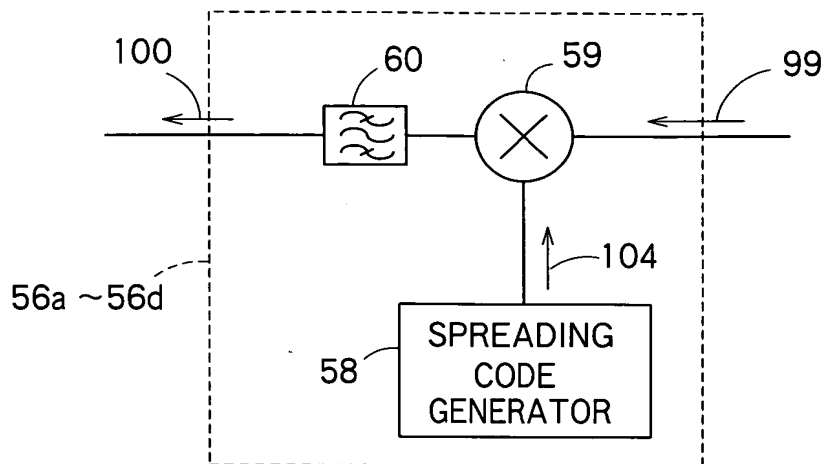 100
60
59
99
104
56a ~56d
58
SPREADING
CODE
GENERATOR